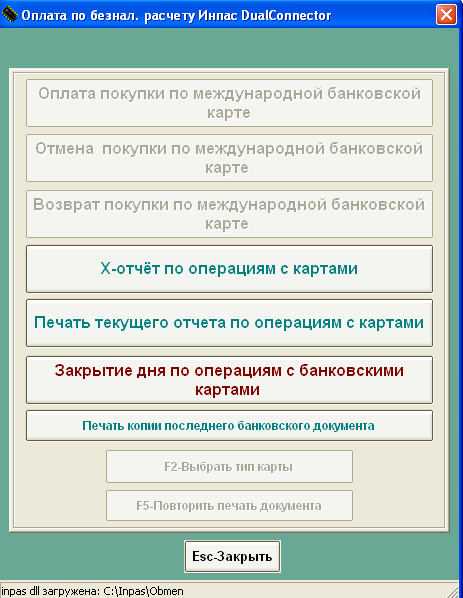 Оплата по безнал. расчету Инпас DualConnector
Оплата покупки по международной банковской
карте
Отмена покупки по международной банковской
карте
Возврат покупки по международной банковской
карте
Х-отчёт по операциям с картами
Печать текущего отчета по операциям с картами
Закрытие дня по операциям с банковскими
картами
Печать копии последнего банковского документа
F2-Выбрать тип карты
F5-Повторить печать документа
Esc-Закрыть
inpas dll загружена: C:\Inpas\Obmen